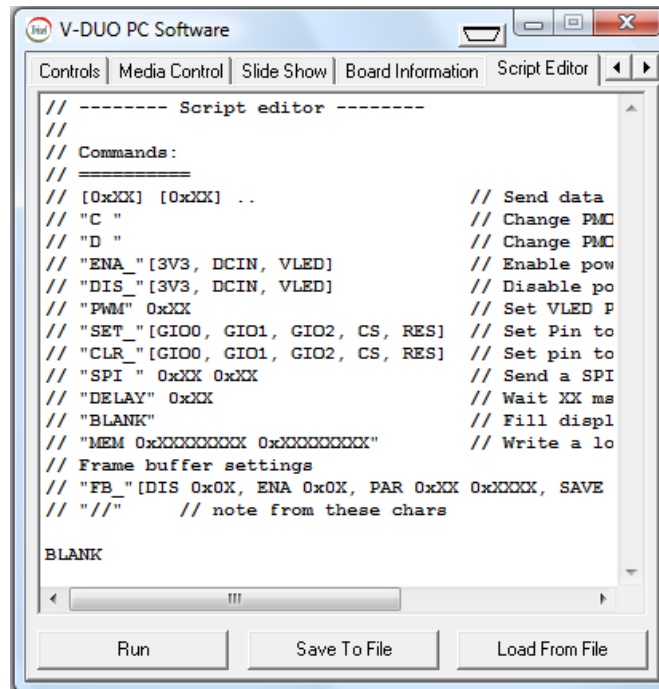 V-DUO PC Software
Controls Media Control Slide Show Board Information Script Editor
// -------- Script editor --------
//
// Commands:
// ==========
// [0xXX] [0xXX] .. // Send data
// "C " // Change PMO
// "D " // Change PMO
// "ENA_"[3V3, DCIN, VLED] // Enable pow
// "DIS_"[3V3, DCIN, VLED] // Disable po
// "PWM" 0xXX // Set VLED P
// "SET_"[GIO0, GIO1, GIO2, CS, RES] // Set Pin to
// "CLR_"[GIO0, GIO1, GIO2, CS, RES] // Set pin to
// "SPI " 0xXX 0xXX // Send a SPI
// "DELAY" 0xXX // Wait XX ms
// "BLANK" // Fill displ
// "MEM 0xXXXXXXXX 0xXXXXXXXX" // Write a lo
// Frame buffer settings
// "FB_"[DIS 0x0X, ENA 0x0X, PAR 0xXX 0xXXXX, SAVE
// "//" // note from these chars
BLANK
Run Save To File Load From File